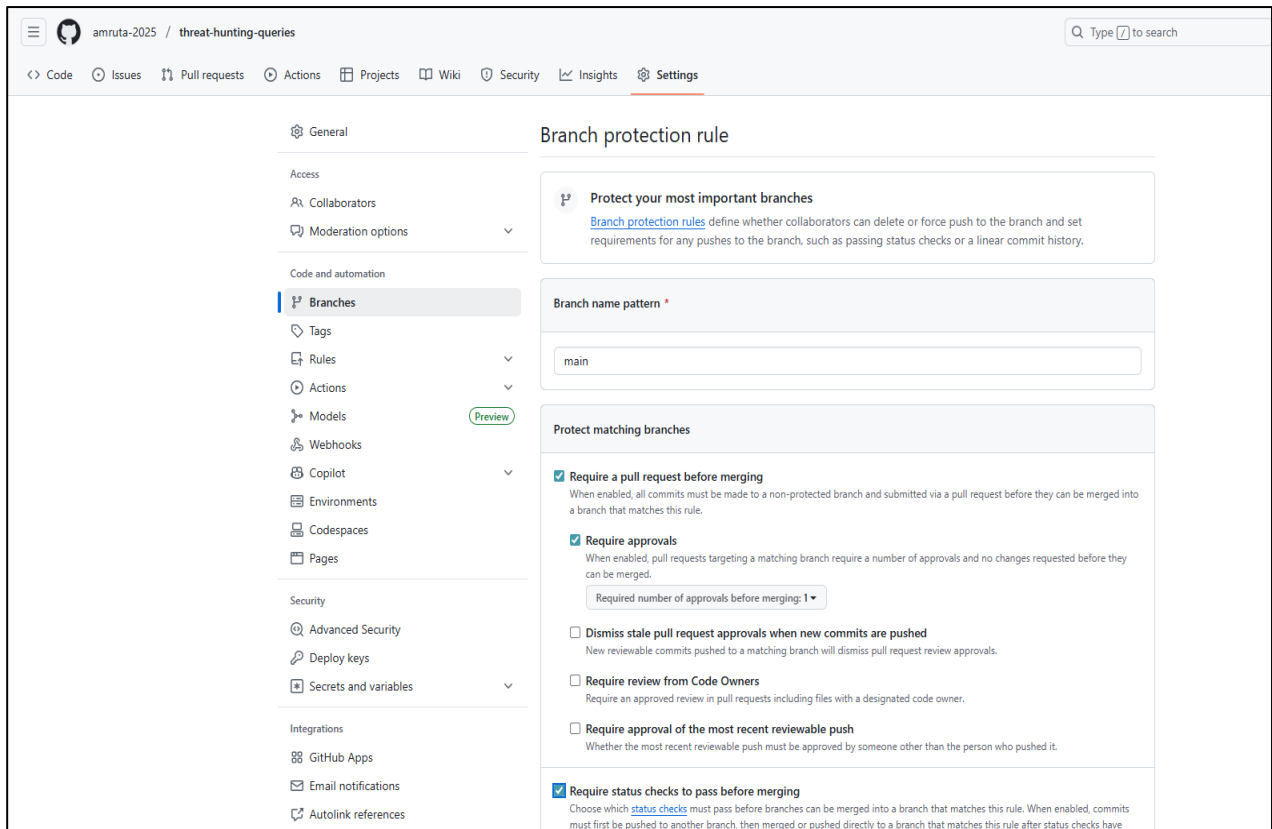 amruta-2025 / threat-hunting-queries
Type / to search
Code Issues Pull requests Actions Projects Wiki Security Insights Settings
General
Access
Collaborators
Moderation options
Code and automation
Branches
Tags
Rules
Actions
Models Preview
Webhooks
Copilot
Environments
Codespaces
Pages
Security
Advanced Security
Deploy keys
Secrets and variables
Integrations
GitHub Apps
Email notifications
Autolink references
Branch protection rule
Protect your most important branches
Branch protection rules define whether collaborators can delete or force push to the branch and set
requirements for any pushes to the branch, such as passing status checks or a linear commit history.
Branch name pattern *
main
Protect matching branches
Require a pull request before merging
When enabled, all commits must be made to a non-protected branch and submitted via a pull request before they can be merged into
a branch that matches this rule.
Require approvals
When enabled, pull requests targeting a matching branch require a number of approvals and no changes requested before they
can be merged.
Required number of approvals before merging: 1
Dismiss stale pull request approvals when new commits are pushed
New reviewable commits pushed to a matching branch will dismiss pull request review approvals.
Require review from Code Owners
Require an approved review in pull requests including files with a designated code owner.
Require approval of the most recent reviewable push
Whether the most recent reviewable push must be approved by someone other than the person who pushed it.
Require status checks to pass before merging
Choose which status checks must pass before branches can be merged into a branch that matches this rule. When enabled, commits
must first be pushed to another branch, then merged or pushed directly to a branch that matches this rule after status checks have